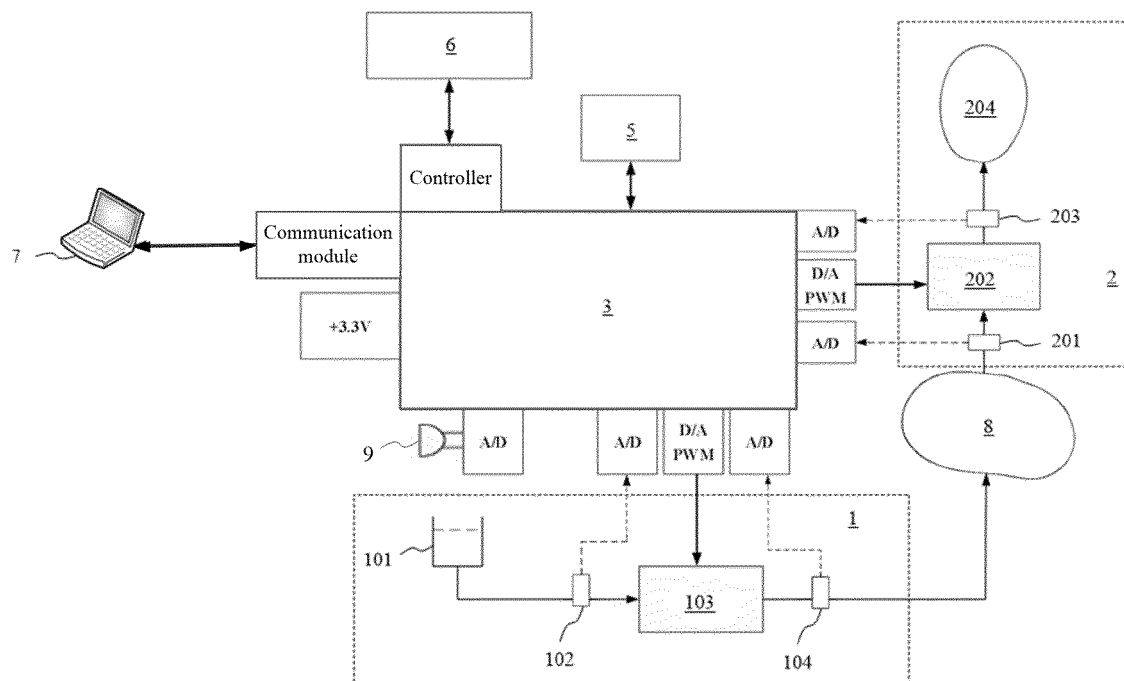 6
204
5
Controller
203
A/D
Communication
module
7
D/A
PWM
202
2
3
+3.3V
A/D
201
8
9
A/D
A/D
D/A
PWM
A/D
1
101
103
102
104